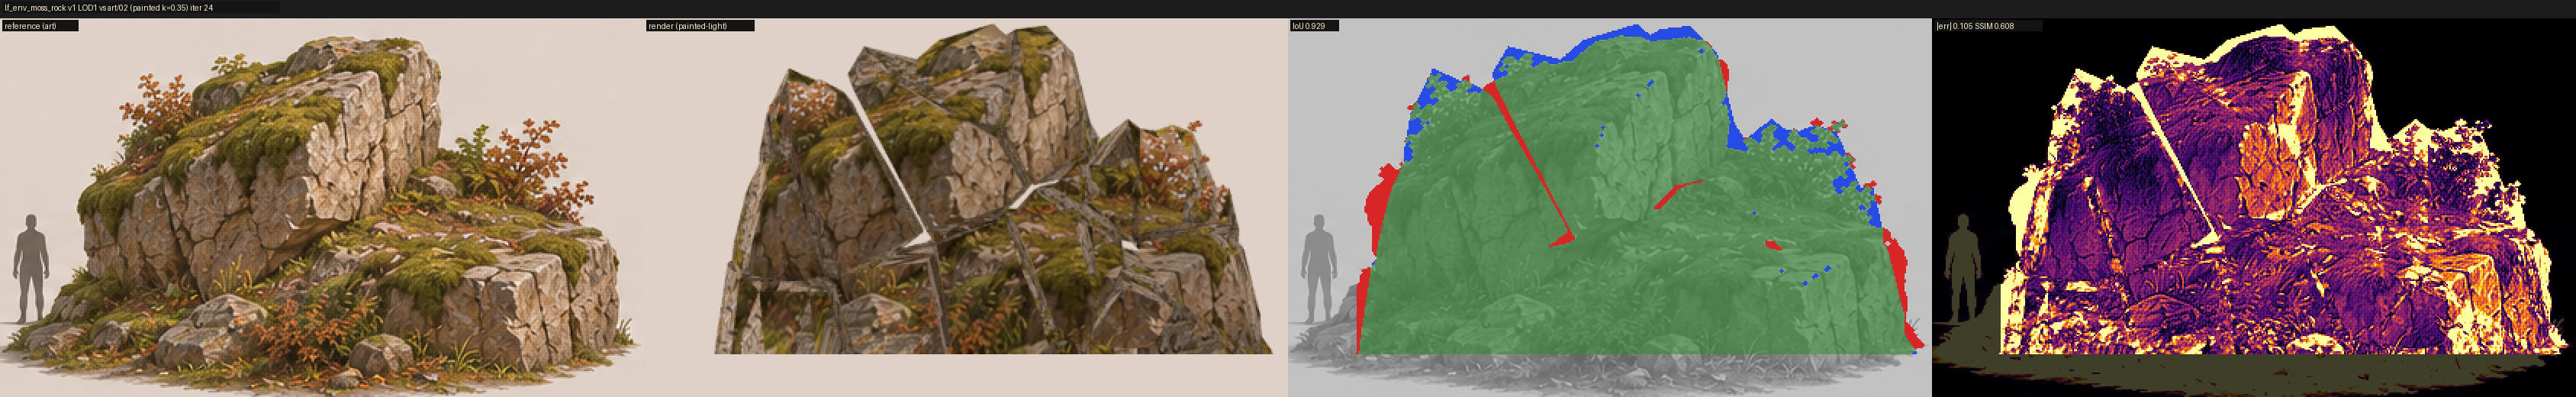 tf_env_moss_rock v1 LOD1 vs art/02 (painted k=0.35) iter 24
reference (art)
render (painted-light)
IoU 0.929
|err| 0.105 SSIM 0.608